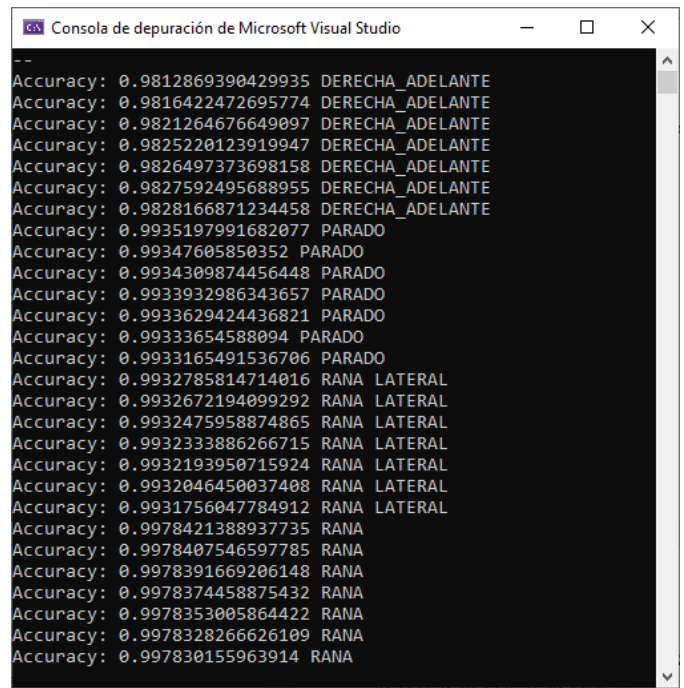 Consola de depuración de Microsoft Visual Studio
--
Accuracy: 0.9812869390429935 DERECHA_ADELANTE
Accuracy: 0.9816422472695774 DERECHA_ADELANTE
Accuracy: 0.9821264676649097 DERECHA_ADELANTE
Accuracy: 0.9825220123919947 DERECHA_ADELANTE
Accuracy: 0.9826497373698158 DERECHA_ADELANTE
Accuracy: 0.9827592495688955 DERECHA_ADELANTE
Accuracy: 0.9828166871234458 DERECHA_ADELANTE
Accuracy: 0.9935197991682077 PARADO
Accuracy: 0.99347605850352 PARADO
Accuracy: 0.9934309874456448 PARADO
Accuracy: 0.9933932986343657 PARADO
Accuracy: 0.9933629424436821 PARADO
Accuracy: 0.99333654588094 PARADO
Accuracy: 0.9933165491536706 PARADO
Accuracy: 0.9932785814714016 RANA LATERAL
Accuracy: 0.9932672194099292 RANA LATERAL
Accuracy: 0.9932475958874865 RANA LATERAL
Accuracy: 0.9932333886266715 RANA LATERAL
Accuracy: 0.9932193950715924 RANA LATERAL
Accuracy: 0.9932046450037408 RANA LATERAL
Accuracy: 0.9931756047784912 RANA LATERAL
Accuracy: 0.9978421388937735 RANA
Accuracy: 0.9978407546597785 RANA
Accuracy: 0.9978391669206148 RANA
Accuracy: 0.9978374458875432 RANA
Accuracy: 0.9978353005864422 RANA
Accuracy: 0.9978328266626109 RANA
Accuracy: 0.997830155963914 RANA